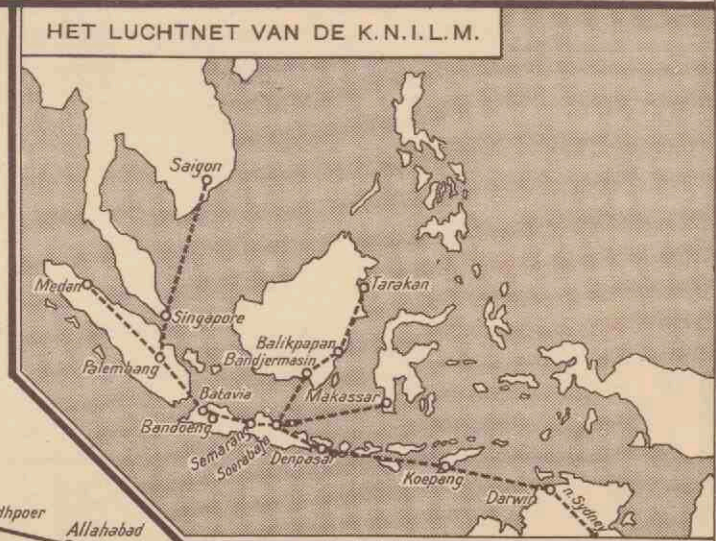 HET LUCHTNET VAN DE K.N.I.L.M.
Saigon
Medan
Singapore
Tarakan
Palembang
Balikpapan
Bandjermasin
Makassar
Batavia
Bandoeng
Semarang
Soerabaja
Denpasar
Koepang
Darwin
n. Sydney
dhpoer
Allahabad